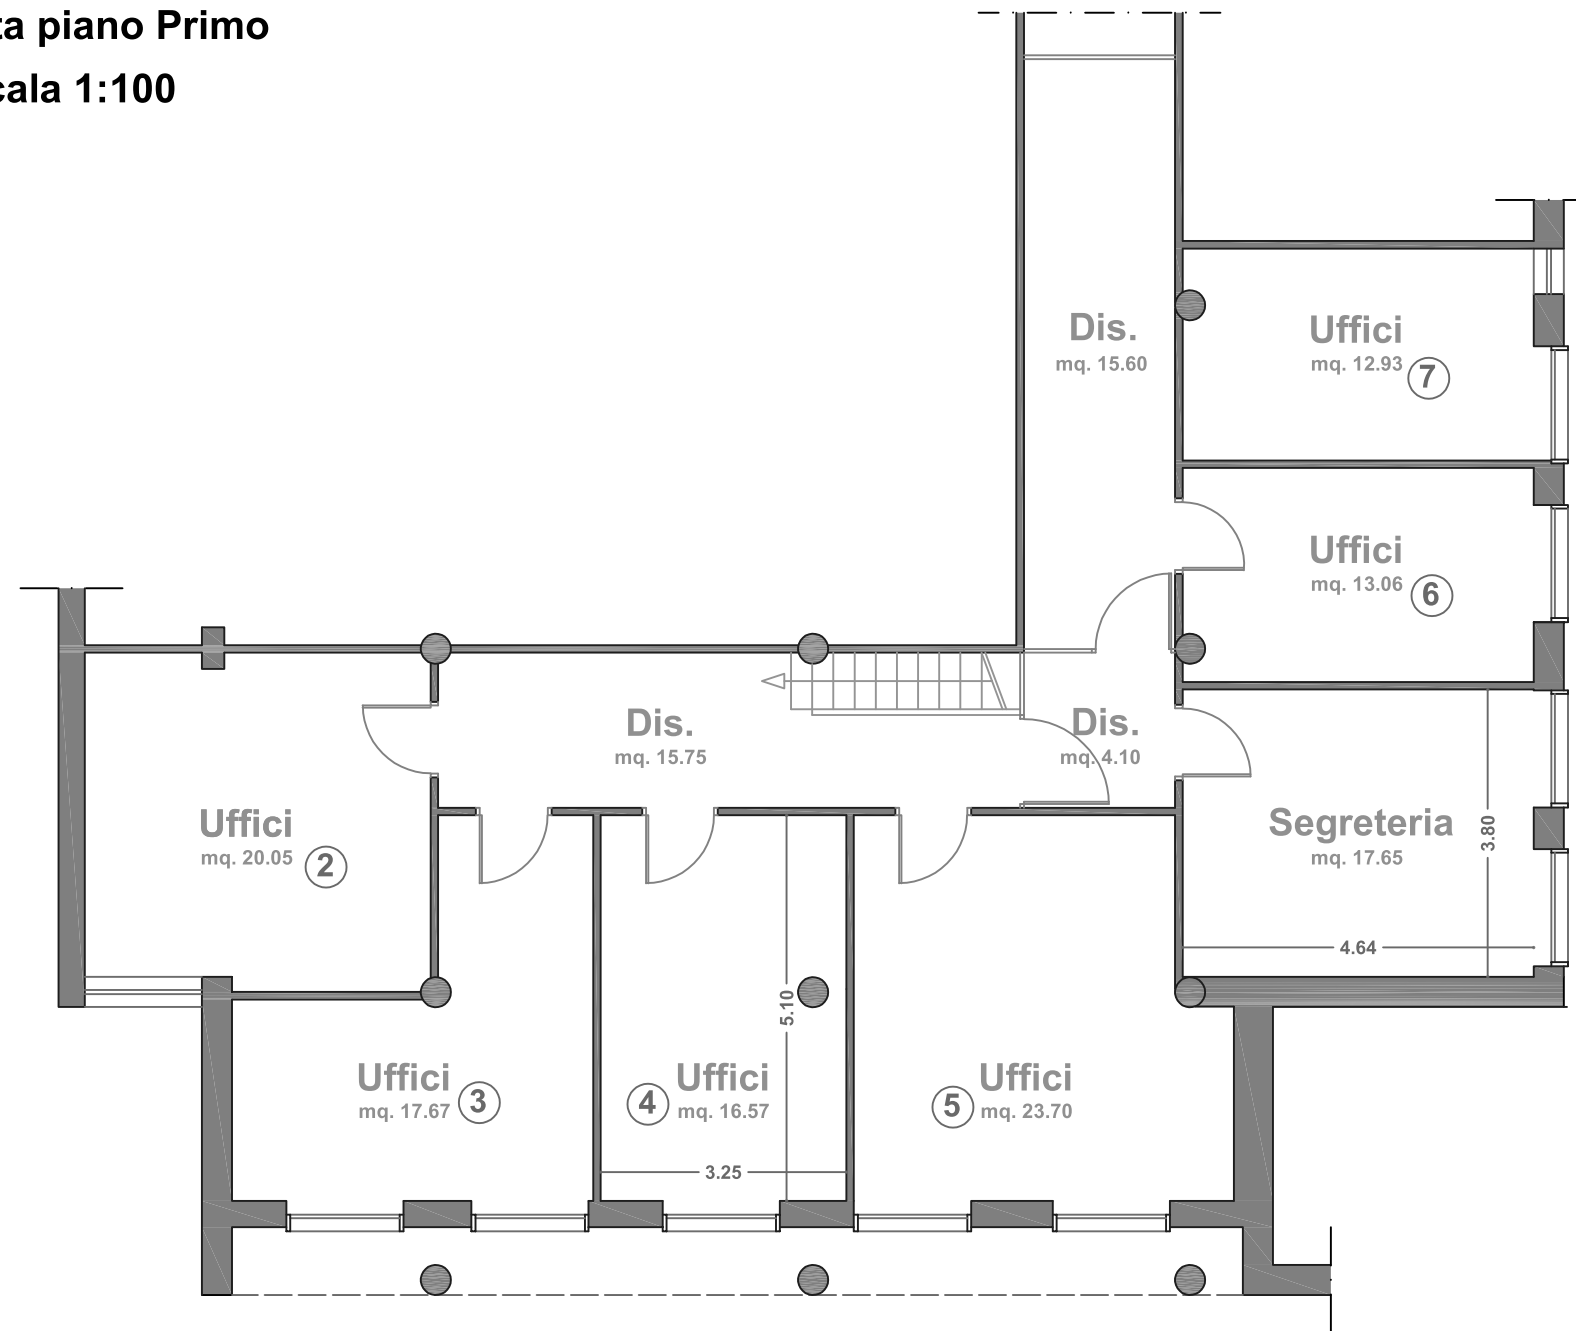 ta piano Primo
cala 1:100
Dis.
mq. 15.60
Uffici
mq. 12.93
7
Uffici
mq. 13.06
6
Dis.
mq. 15.75
Dis.
mq. 4.10
Uffici
mq. 20.05
2
Segreteria
mq. 17.65
3.80
4.64
5.10
Uffici
mq. 17.67
3
4
Uffici
mq. 16.57
5
Uffici
mq. 23.70
3.25